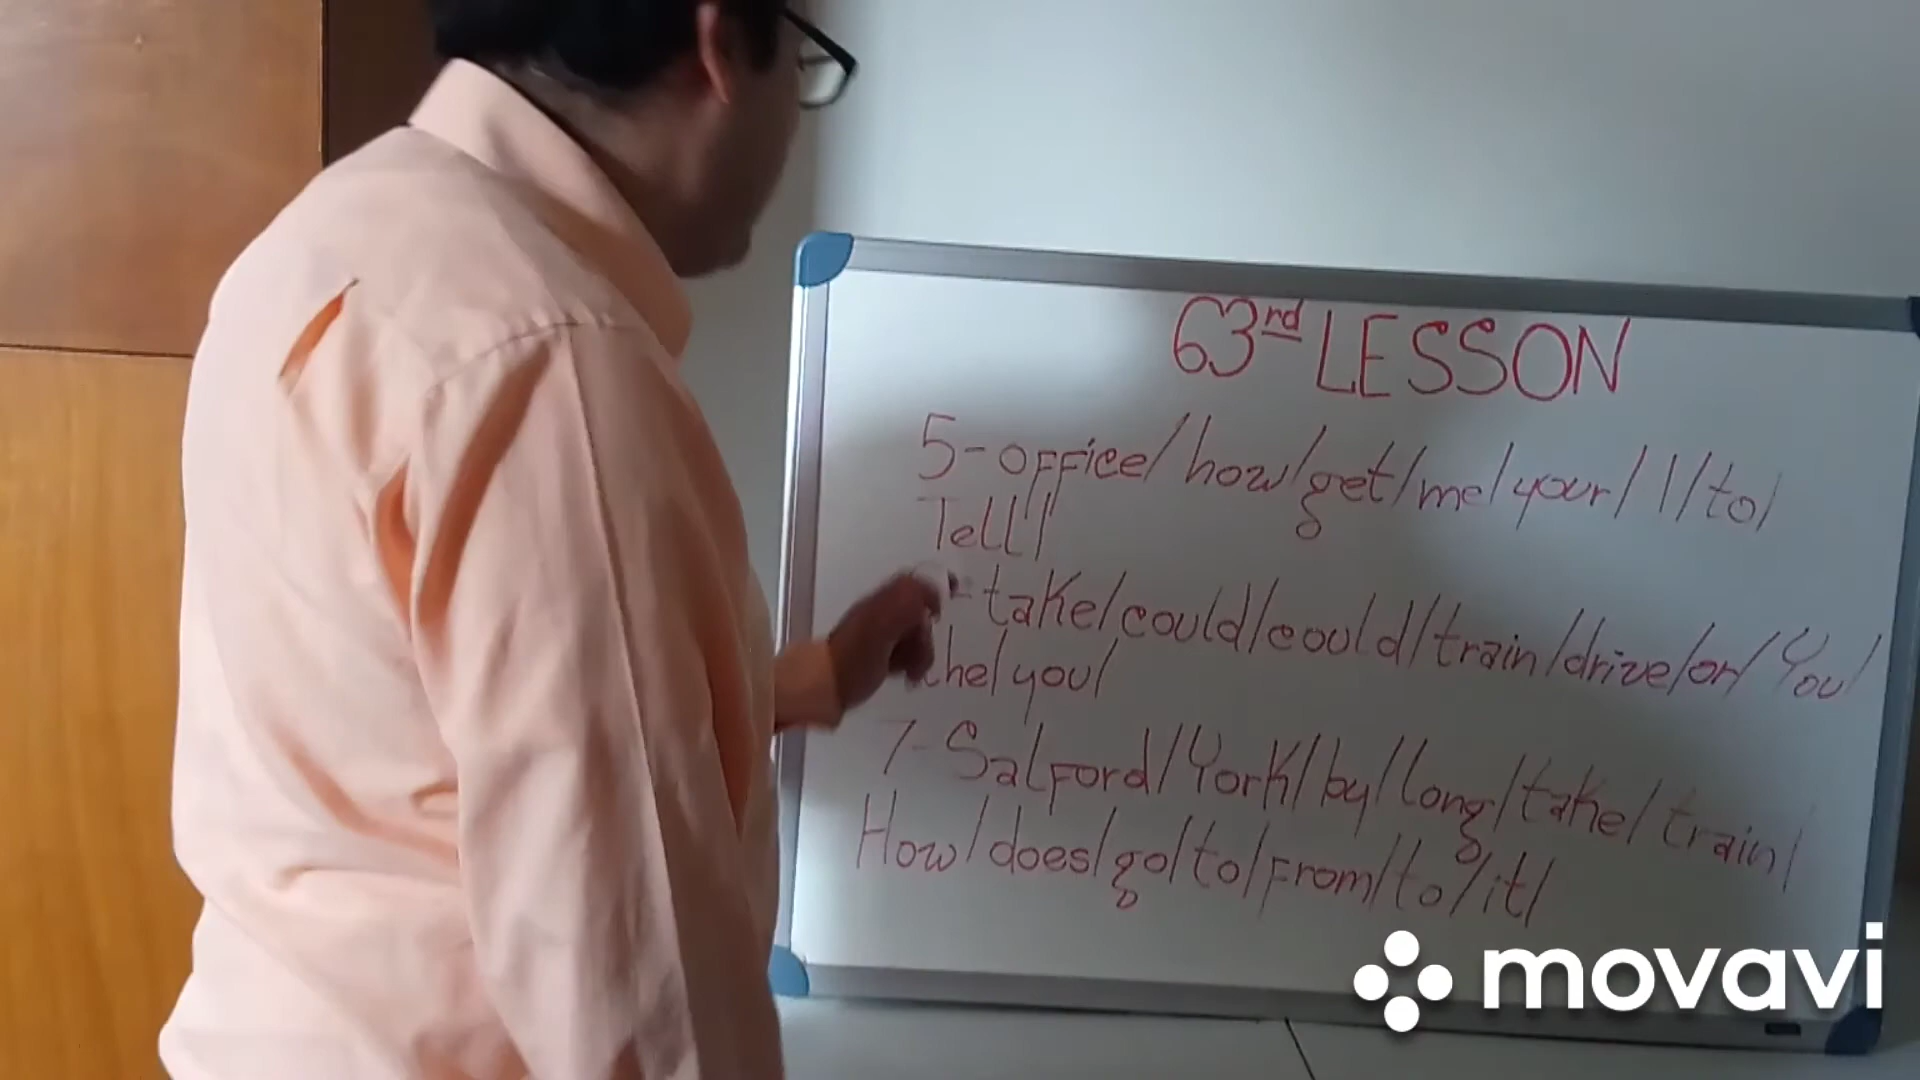 63rd LESSON
5-office/how/get/me/your/I/to/
Tell/
-take/could/could/train/drive/or/You/
the/you/
7-Salford/York/by/long/take/train/
How/does/go/to/from/to/it/
movavi